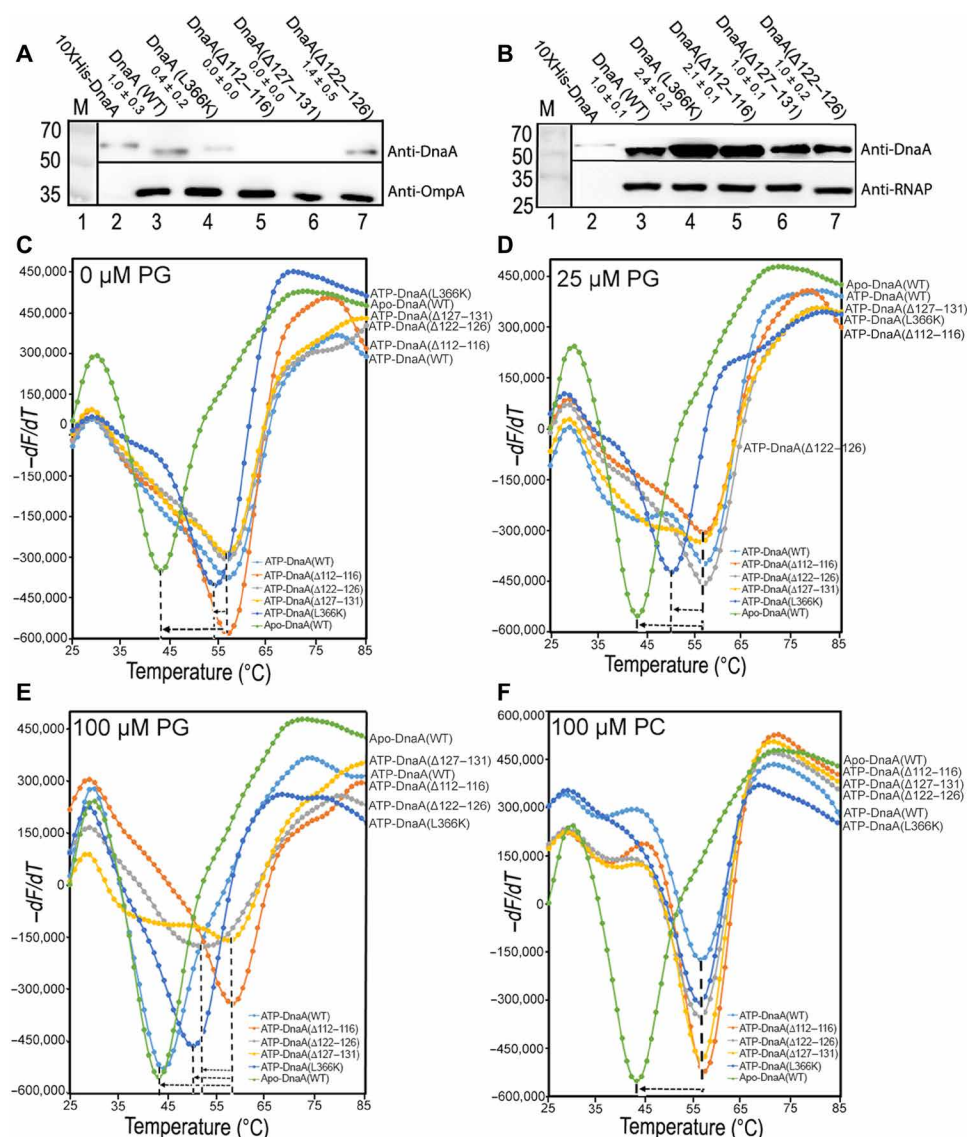 A
M
10XHis-DnaA
DnaA(WT)
1.0 ± 0.3
DnaA (L366K)
0.4 ± 0.2
DnaA(Δ112–116)
0.0 ± 0.0
DnaA(Δ127–131)
0.0 ± 0.0
DnaA(Δ122–126)
1.4 ± 0.5
70
50
35
Anti-DnaA
Anti-OmpA
1 2 3 4 5 6 7
B
M
10XHis-DnaA
DnaA(WT)
1.0 ± 0.1
DnaA (L366K)
2.4 ± 0.2
DnaA(Δ112–116)
2.1 ± 0.1
DnaA(Δ127–131)
1.0 ± 0.1
DnaA(Δ122–126)
1.0 ± 0.2
70
50
35
25
Anti-DnaA
Anti-RNAP
1 2 3 4 5 6 7
C
0 µM PG
450,000
300,000
150,000
0
−150,000
−300,000
−450,000
−600,000
−dF/dT
25 35 45 55 65 75 85
Temperature (°C)
ATP-DnaA(L366K)
Apo-DnaA(WT)
ATP-DnaA(Δ127–131)
ATP-DnaA(Δ122–126)
ATP-DnaA(Δ112–116)
ATP-DnaA(WT)
ATP-DnaA(WT)
ATP-DnaA(Δ112–116)
ATP-DnaA(Δ122–126)
ATP-DnaA(Δ127–131)
ATP-DnaA(L366K)
Apo-DnaA(WT)
D
25 µM PG
450,000
300,000
150,000
0
−150,000
−300,000
−450,000
−600,000
−dF/dT
25 35 45 55 65 75 85
Temperature (°C)
Apo-DnaA(WT)
ATP-DnaA(WT)
ATP-DnaA(Δ127–131)
ATP-DnaA(L366K)
ATP-DnaA(Δ112–116)
ATP-DnaA(Δ122–126)
ATP-DnaA(WT)
ATP-DnaA(Δ112–116)
ATP-DnaA(Δ122–126)
ATP-DnaA(Δ127–131)
ATP-DnaA(L366K)
Apo-DnaA(WT)
E
100 µM PG
450,000
300,000
150,000
0
−150,000
−300,000
−450,000
−600,000
−dF/dT
25 35 45 55 65 75 85
Temperature (°C)
Apo-DnaA(WT)
ATP-DnaA(Δ127–131)
ATP-DnaA(WT)
ATP-DnaA(Δ112–116)
ATP-DnaA(Δ122–126)
ATP-DnaA(L366K)
ATP-DnaA(WT)
ATP-DnaA(Δ112–116)
ATP-DnaA(Δ122–126)
ATP-DnaA(Δ127–131)
ATP-DnaA(L366K)
Apo-DnaA(WT)
F
100 µM PC
600,000
450,000
300,000
150,000
0
−150,000
−300,000
−450,000
−600,000
−dF/dT
25 35 45 55 65 75 85
Temperature (°C)
Apo-DnaA(WT)
ATP-DnaA(Δ112–116)
ATP-DnaA(Δ127–131)
ATP-DnaA(Δ122–126)
ATP-DnaA(WT)
ATP-DnaA(L366K)
ATP-DnaA(WT)
ATP-DnaA(Δ112–116)
ATP-DnaA(Δ122–126)
ATP-DnaA(Δ127–131)
ATP-DnaA(L366K)
Apo-DnaA(WT)